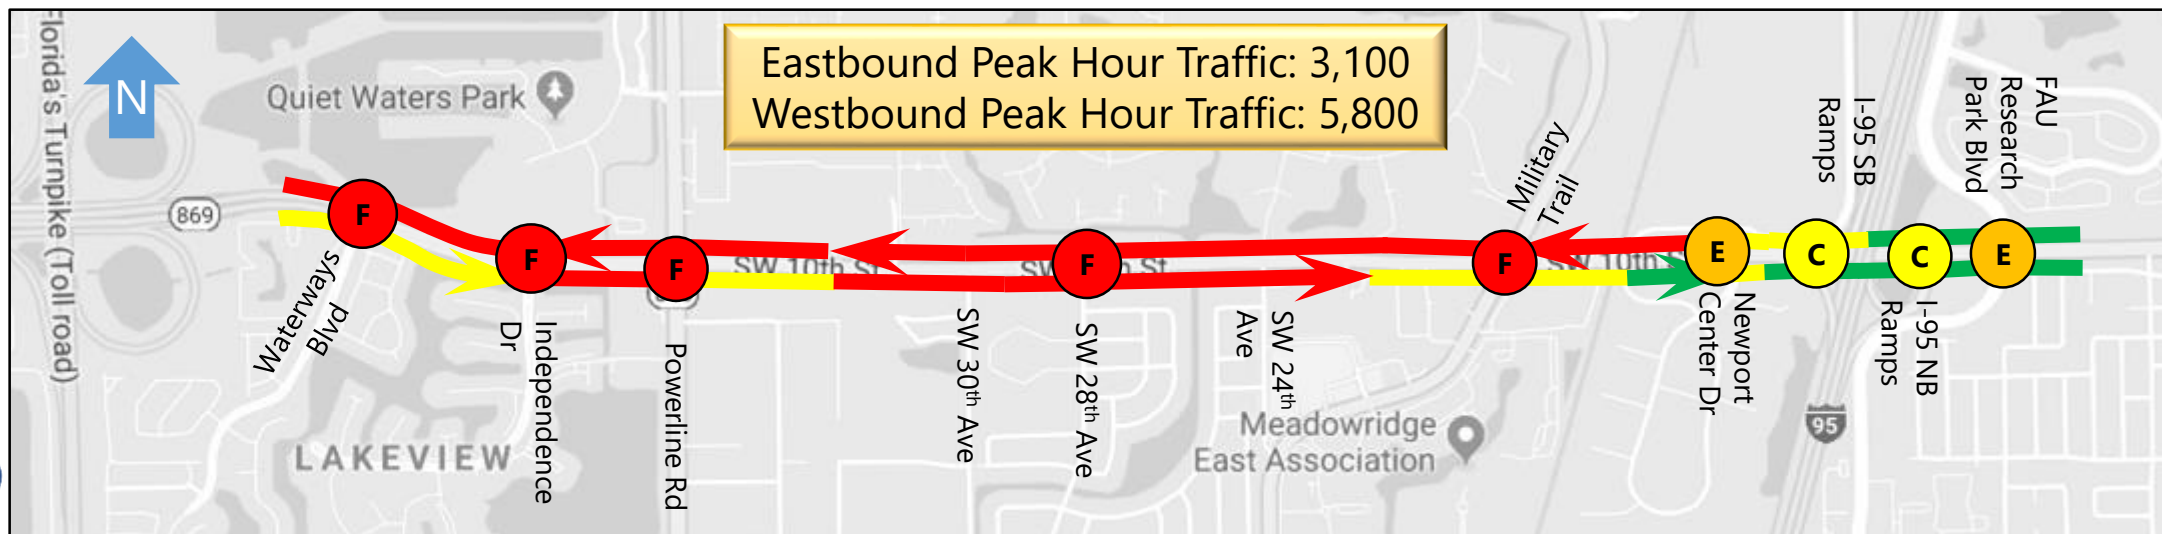 Eastbound Peak Hour Traffic: 3,100
Westbound Peak Hour Traffic: 5,800
N
Florida's Turnpike (Toll road)
Quiet Waters Park
869
Waterways
Blvd
F
F
F
F
F
E
C
C
E
Independence
Dr
Powerline Rd
SW 10th St
SW 30th Ave
SW 28th Ave
SW 24th
Ave
Military
Trail
SW 10th
Newport
Center Dr
I-95 SB
Ramps
I-95 NB
Ramps
FAU
Research
Park Blvd
95
LAKEVIEW
Meadowridge
East Association